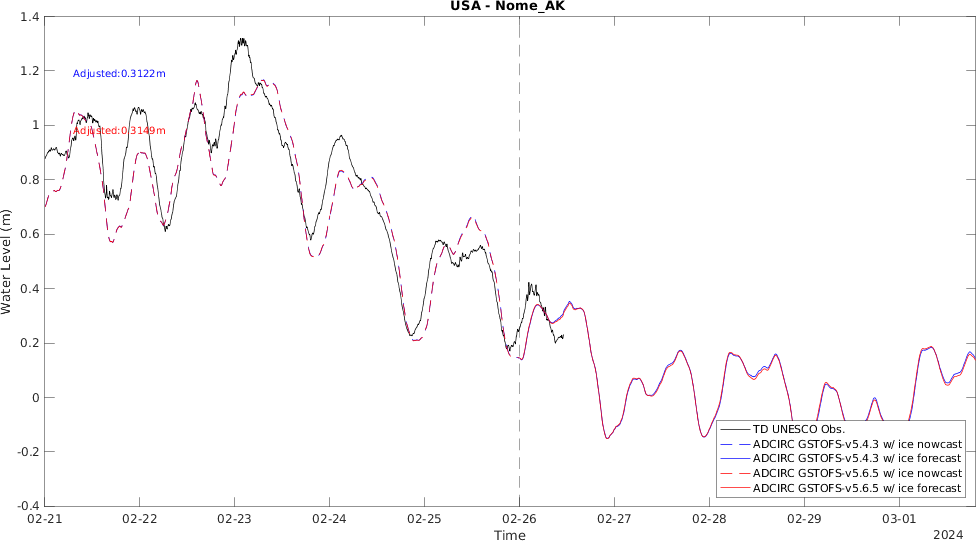 USA - Nome_AK
1.4
1.2
1
0.8
0.6
0.4
0.2
0
-0.2
-0.4
Water Level (m)
Adjusted:0.3122m
Adjusted:0.3149m
TD UNESCO Obs.
ADCIRC GSTOFS-v5.4.3 w/ ice nowcast
ADCIRC GSTOFS-v5.4.3 w/ ice forecast
ADCIRC GSTOFS-v5.6.5 w/ ice nowcast
ADCIRC GSTOFS-v5.6.5 w/ ice forecast
02-21 02-22 02-23 02-24 02-25 02-26 02-27 02-28 02-29 03-01
Time
2024